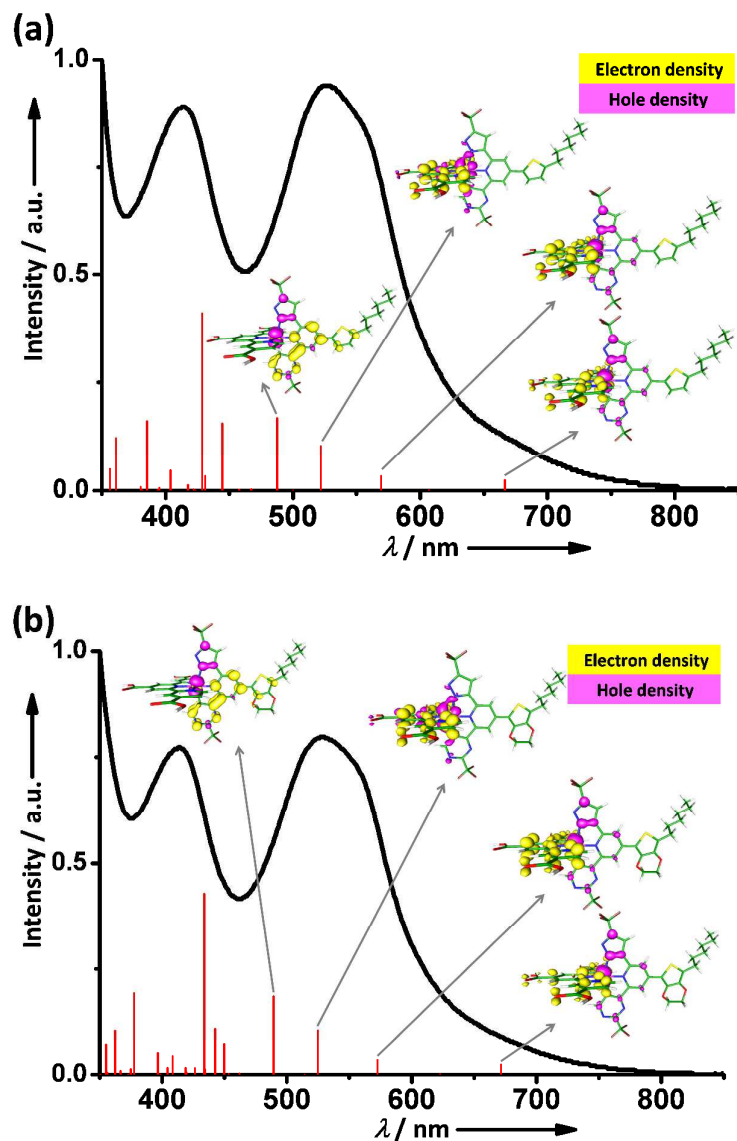 (a)
1.0
Electron density
Hole density
Intensity / a.u.
0.5
0.0
400 500 600 700 800
λ / nm
(b)
1.0
Electron density
Hole density
Intensity / a.u.
0.5
0.0
400 500 600 700 800
λ / nm